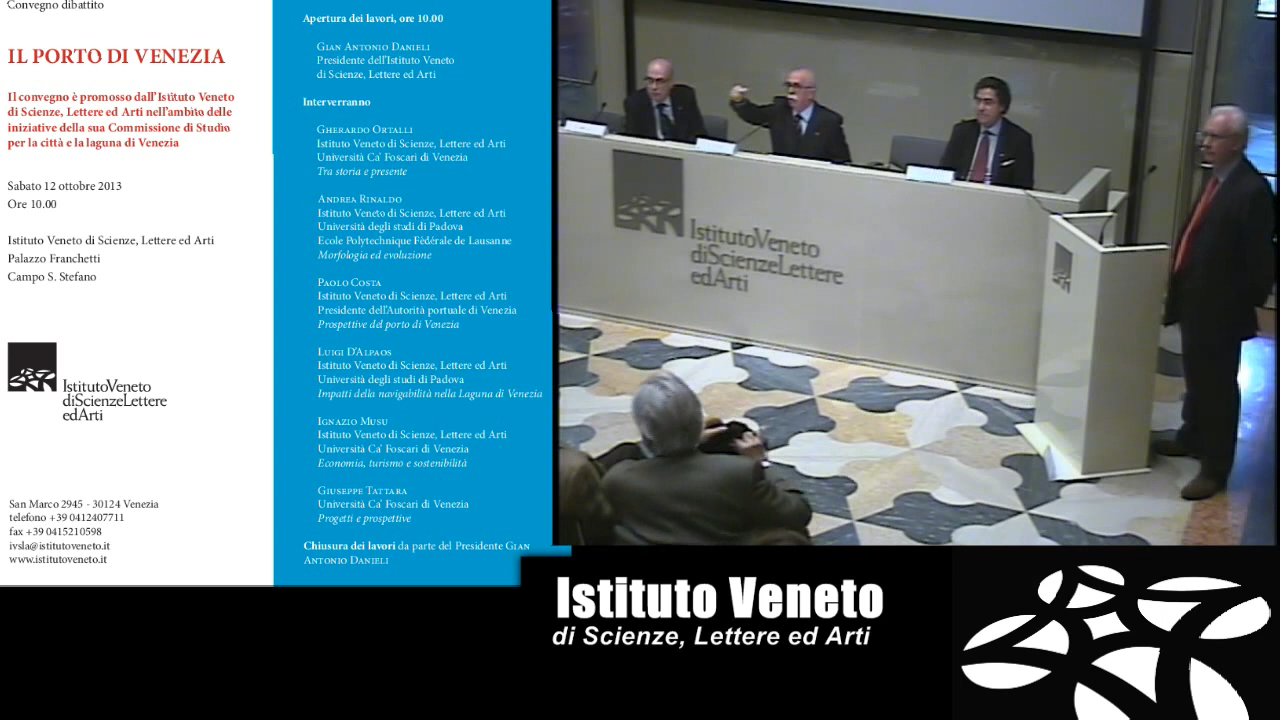 Convegno dibattito
IL PORTO DI VENEZIA
Il convegno è promosso dall'Istituto Veneto
di Scienze, Lettere ed Arti nell'ambito delle
iniziative della sua Commissione di Studio
per la città e la laguna di Venezia
Sabato 12 ottobre 2013
Ore 10.00
Istituto Veneto di Scienze, Lettere ed Arti
Palazzo Franchetti
Campo S. Stefano
IstitutoVeneto
diScienzeLettere
edArti
San Marco 2945 - 30124 Venezia
telefono +39 0412407711
fax +39 0415210598
ivsla@istitutoveneto.it
www.istitutoveneto.it
Apertura dei lavori, ore 10.00
Gian Antonio Danieli
Presidente dell'Istituto Veneto
di Scienze, Lettere ed Arti
Interverranno
Gherardo Ortalli
Istituto Veneto di Scienze, Lettere ed Arti
Università Ca' Foscari di Venezia
Tra storia e presente
Andrea Rinaldo
Istituto Veneto di Scienze, Lettere ed Arti
Università degli studi di Padova
Ecole Polytechnique Fèdérale de Lausanne
Morfologia ed evoluzione
Paolo Costa
Istituto Veneto di Scienze, Lettere ed Arti
Presidente dell'Autorità portuale di Venezia
Prospettive del porto di Venezia
Luigi D'Alpaos
Istituto Veneto di Scienze, Lettere ed Arti
Università degli studi di Padova
Impatti della navigabilità nella Laguna di Venezia
Ignazio Musu
Istituto Veneto di Scienze, Lettere ed Arti
Università Ca' Foscari di Venezia
Economia, turismo e sostenibilità
Giuseppe Tattara
Università Ca' Foscari di Venezia
Progetti e prospettive
Chiusura dei lavori da parte del Presidente Gian
Antonio Danieli
IstitutoVeneto
diScienzeLettere
edArti
Istituto Veneto
di Scienze, Lettere ed Arti